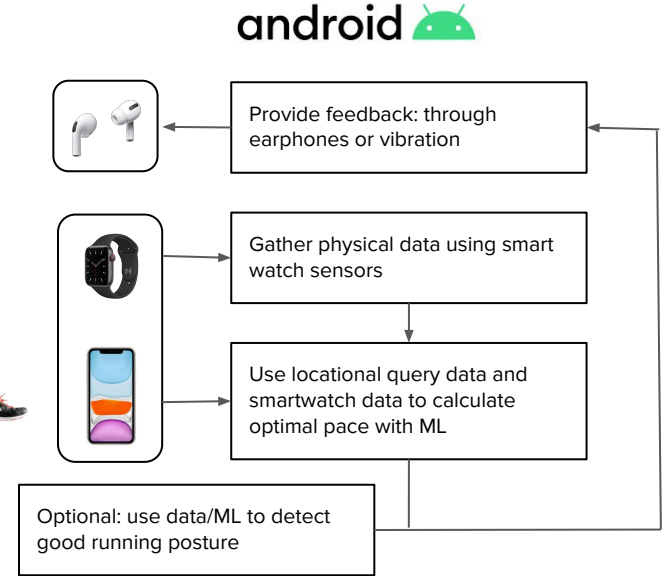 android
Provide feedback: through
earphones or vibration
Gather physical data using smart
watch sensors
Use locational query data and
smartwatch data to calculate
optimal pace with ML
Optional: use data/ML to detect
good running posture